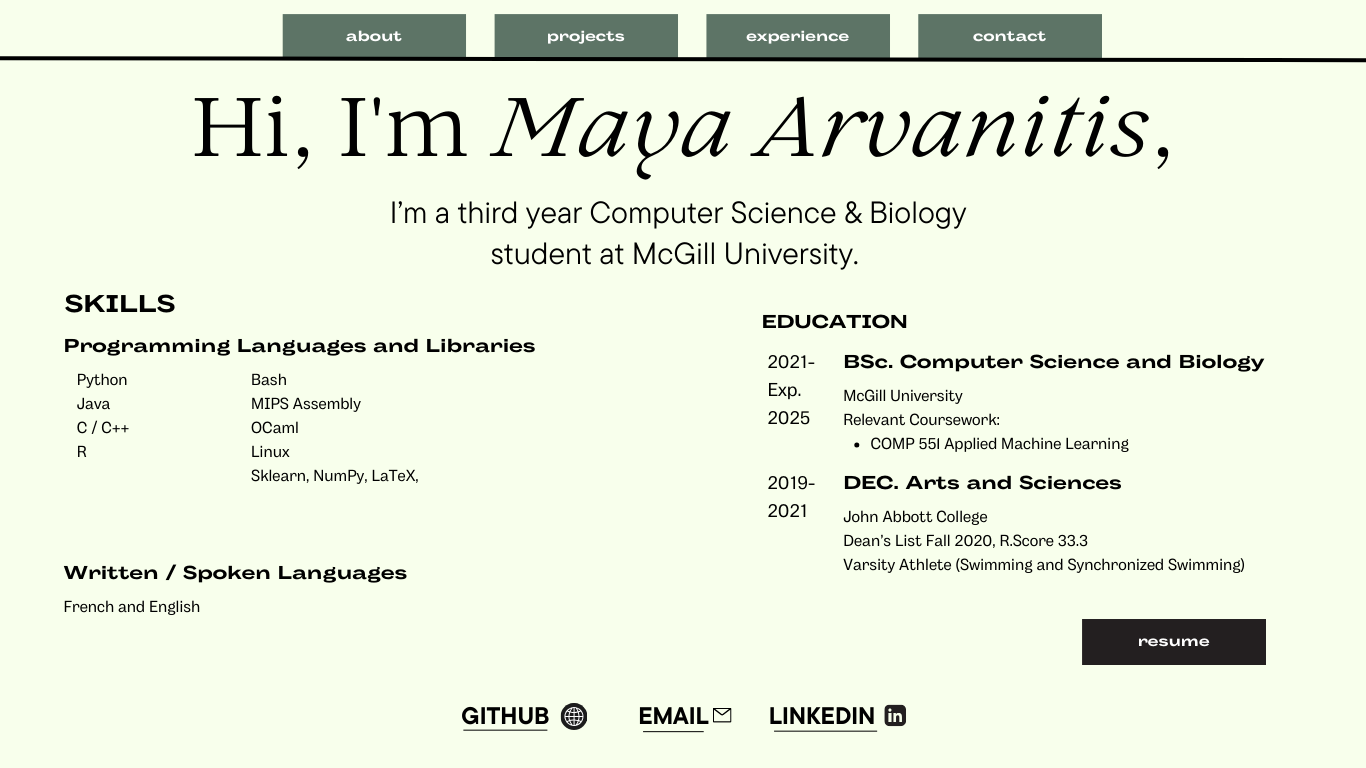 about
projects
experience
contact
Hi, I'm Maya Arvanitis,
I’m a third year Computer Science & Biology
student at McGill University.
SKILLS
Programming Languages and Libraries
Python
Java
C / C++
R
Bash
MIPS Assembly
OCaml
Linux
Sklearn, NumPy, LaTeX,
Written / Spoken Languages
French and English
EDUCATION
2021-
Exp.
2025
BSc. Computer Science and Biology
McGill University
Relevant Coursework:
• COMP 551 Applied Machine Learning
2019-
2021
DEC. Arts and Sciences
John Abbott College
Dean’s List Fall 2020, R.Score 33.3
Varsity Athlete (Swimming and Synchronized Swimming)
resume
GITHUB
EMAIL
LINKEDIN
in